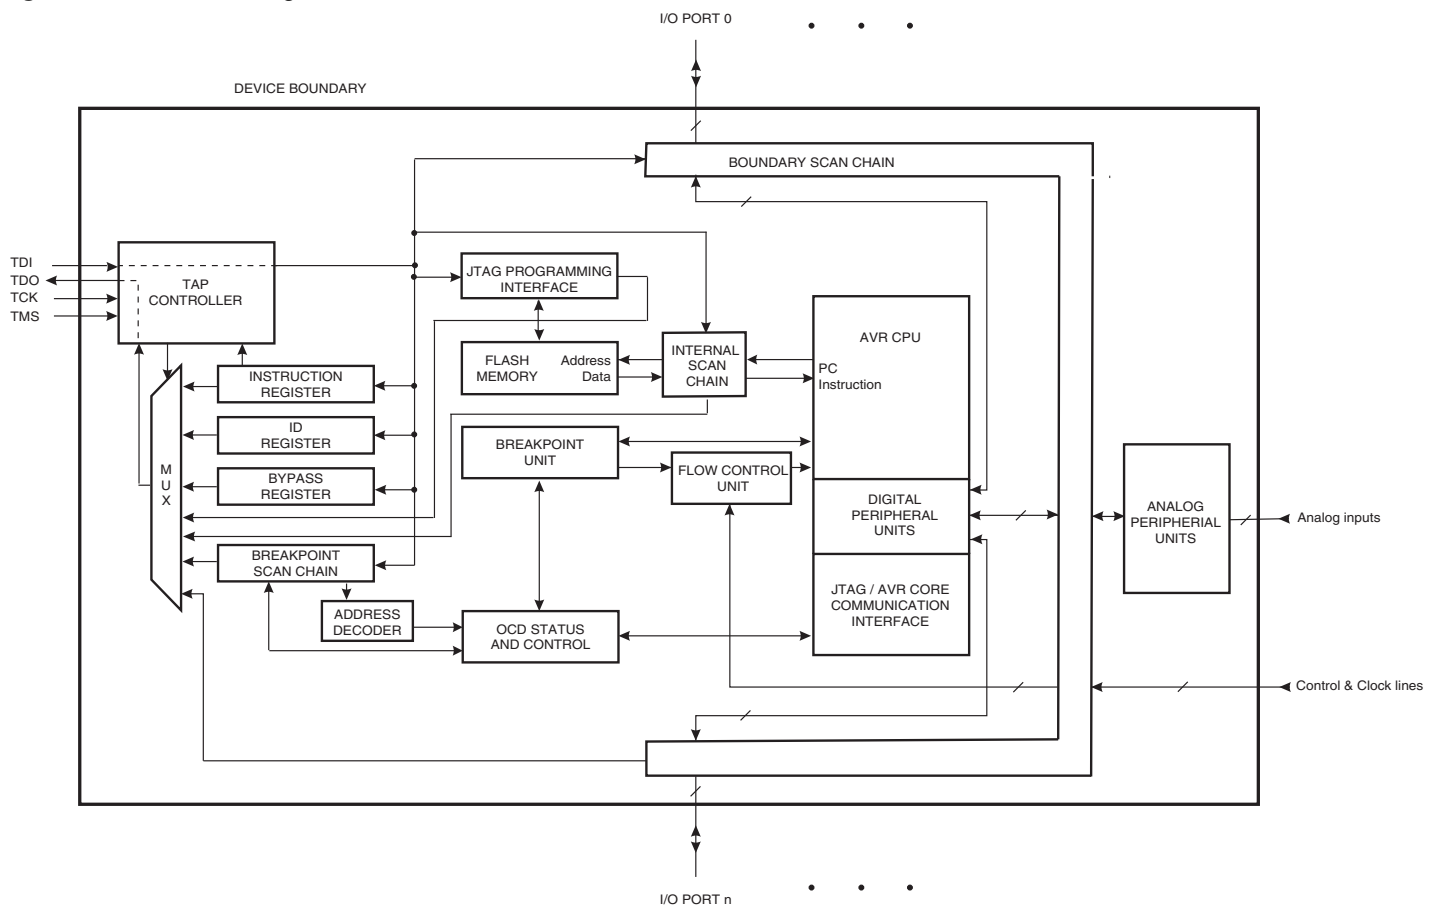 I/O PORT 0
DEVICE BOUNDARY
BOUNDARY SCAN CHAIN
TDI
TDO
TCK
TMS
TAP
CONTROLLER
JTAG PROGRAMMING
INTERFACE
AVR CPU
INTERNAL
SCAN
CHAIN
FLASH
MEMORY
Address
Data
PC
Instruction
INSTRUCTION
REGISTER
ID
REGISTER
BREAKPOINT
UNIT
FLOW CONTROL
UNIT
M
U
X
BYPASS
REGISTER
DIGITAL
PERIPHERAL
UNITS
ANALOG
PERIPHERIAL
UNITS
Analog inputs
BREAKPOINT
SCAN CHAIN
JTAG / AVR CORE
COMMUNICATION
INTERFACE
ADDRESS
DECODER
OCD STATUS
AND CONTROL
Control & Clock lines
I/O PORT n